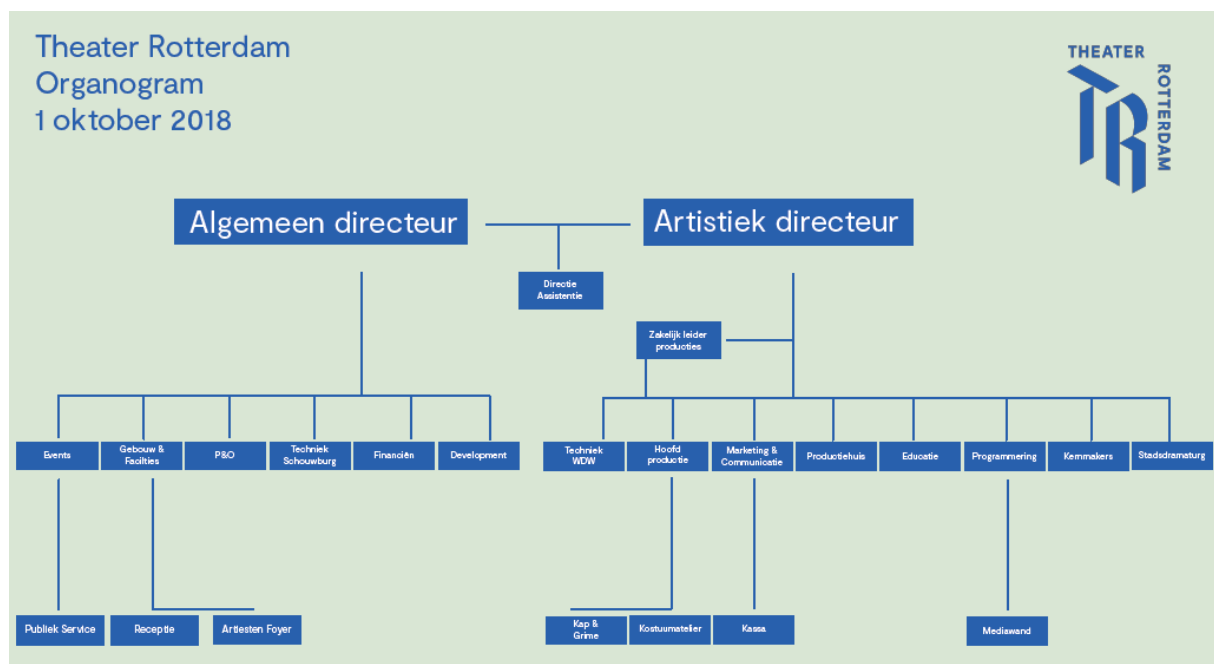 Theater Rotterdam
Organogram
1 oktober 2018
THEATER
ROTTERDAM
TR
Algemeen directeur
Artistiek directeur
Directie
Assistentie
Zakelijk leider
producties
Events
Gebouw &
Facilties
P&O
Techniek
Schouwburg
Financiën
Development
Techniek
WDW
Hoofd
productie
Marketing &
Communicatie
Productiehuis
Educatie
Programmering
Kernmakers
Stadsdramaturg
Publiek Service
Receptie
Artiesten Foyer
Kap &
Grime
Kostuumatelier
Kassa
Mediawand